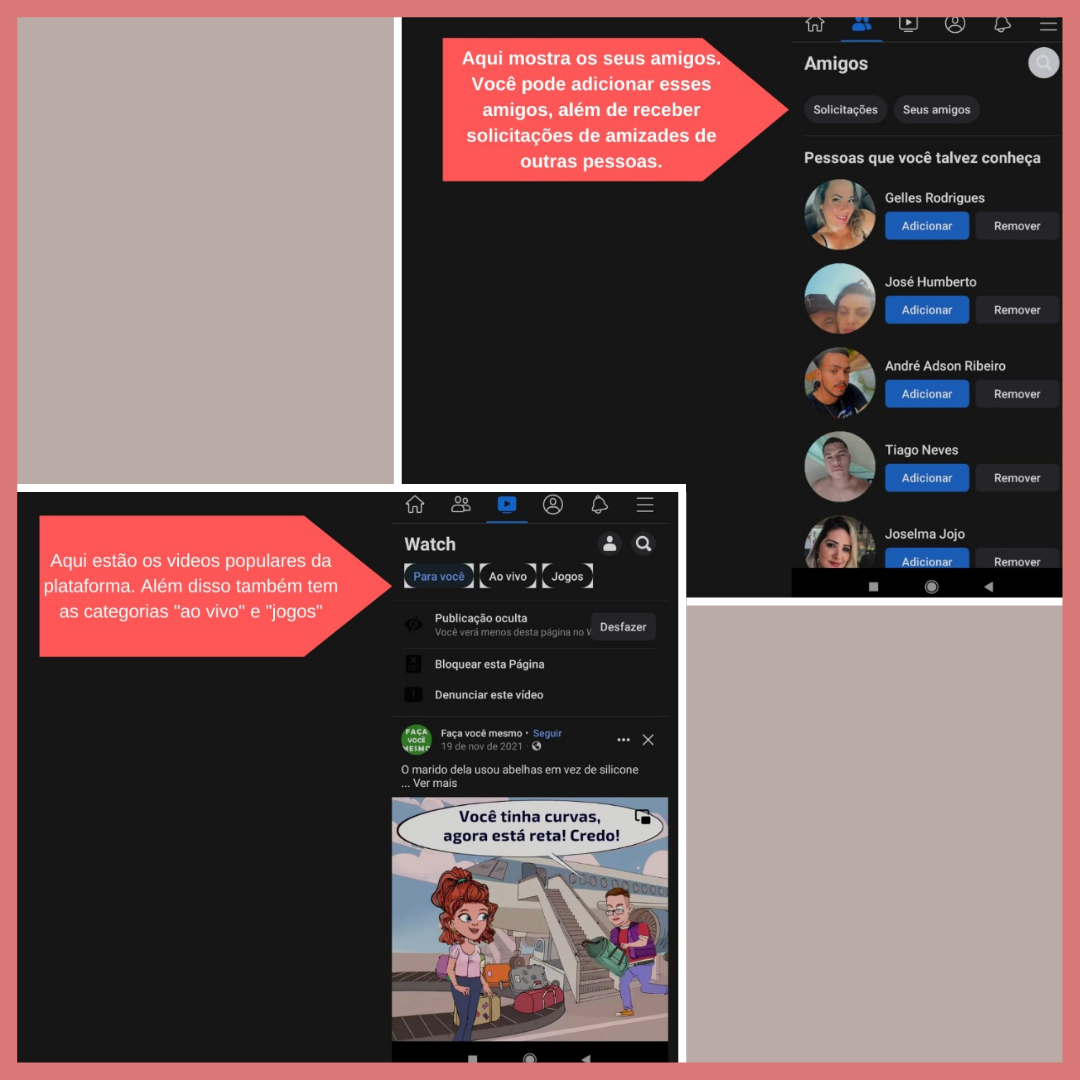 Aqui mostra os seus amigos.
Você pode adicionar esses
amigos, além de receber
solicitações de amizades de
outras pessoas.
Amigos
Solicitações
Seus amigos
Pessoas que você talvez conheça
Gelles Rodrigues
Adicionar
Remover
José Humberto
Adicionar
Remover
André Adson Ribeiro
Adicionar
Remover
Tiago Neves
Adicionar
Remover
Joselma Jojo
Adicionar
Remover
Aqui estão os videos populares da
plataforma. Além disso também tem
as categorias "ao vivo" e "jogos"
Watch
Para você
Ao vivo
Jogos
Publicação oculta
Você verá menos desta página no
Desfazer
Bloquear esta Página
Denunciar este vídeo
FAÇA
VOCÊ
MESMO
Faça você mesmo • Seguir
19 de nov de 2021
O marido dela usou abelhas em vez de silicone
... Ver mais
Você tinha curvas,
agora está reta! Credo!